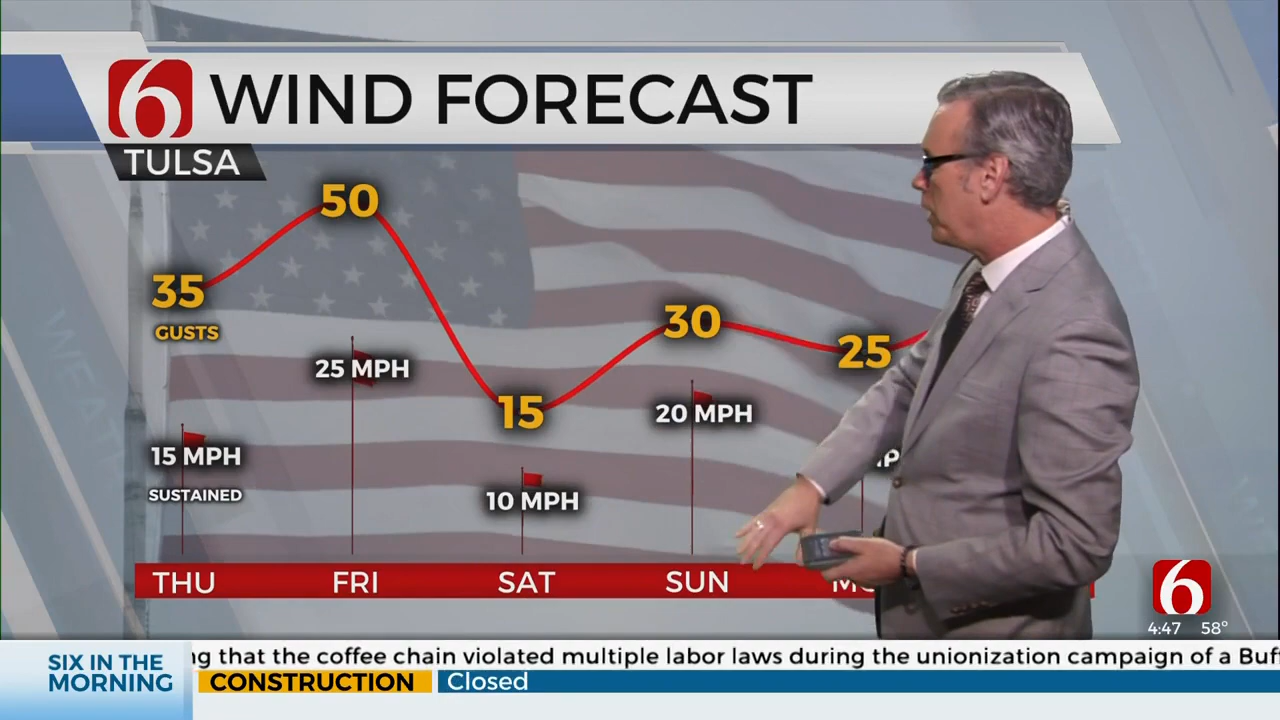 6 WIND FORECAST
TULSA
50
35
GUSTS
30
25
15
25 MPH
20 MPH
15 MPH
SUSTAINED
10 MPH
THU FRI SAT SUN
6
4:47 58°
SIX IN THE
MORNING
that the coffee chain violated multiple labor laws during the unionization campaign of a
CONSTRUCTION Closed